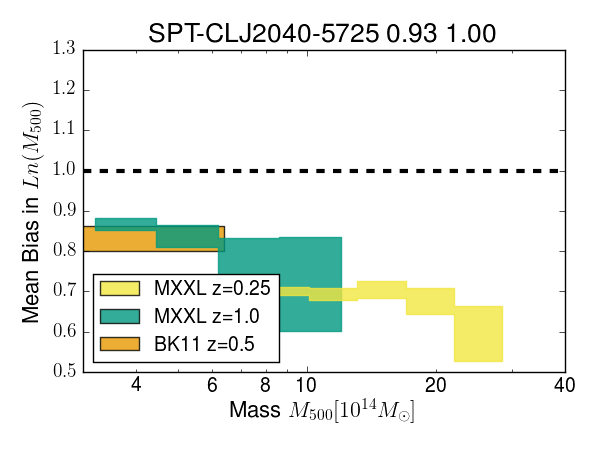 SPT-CLJ2040-5725 0.93 1.00
Mean Bias in Ln(M500)
1.3
1.2
1.1
1.0
0.9
0.8
0.7
0.6
0.5
MXXL z=0.25
MXXL z=1.0
BK11 z=0.5
4 6 8 10 20 40
Mass M500[10^14 M⊙]